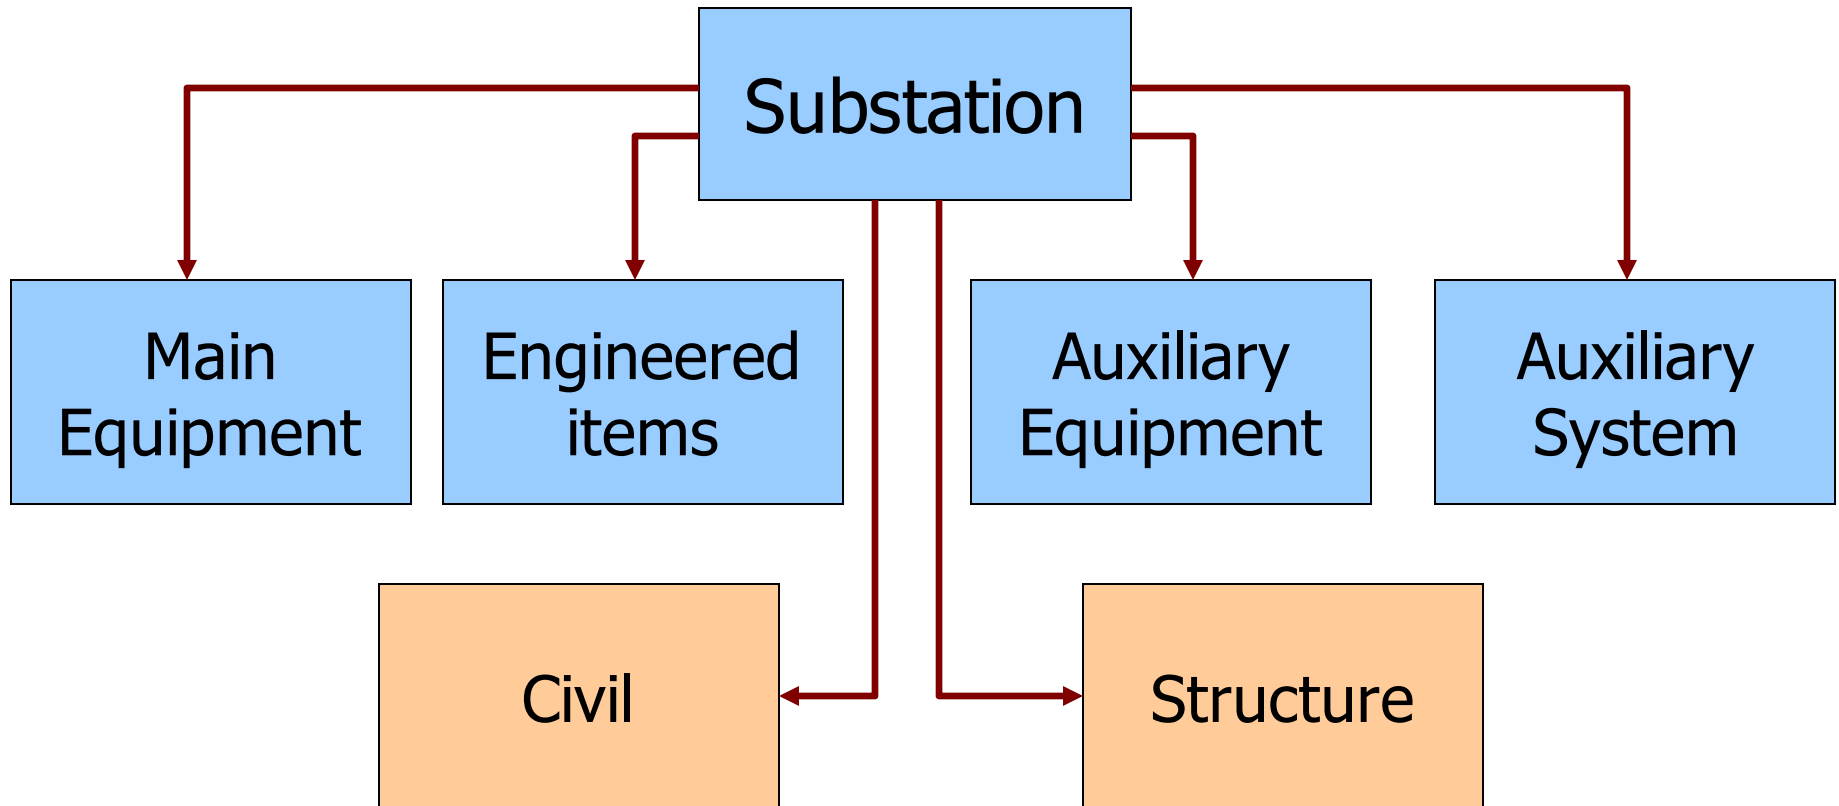 Substation
Main
Equipment
Engineered
items
Auxiliary
Equipment
Auxiliary
System
Civil
Structure